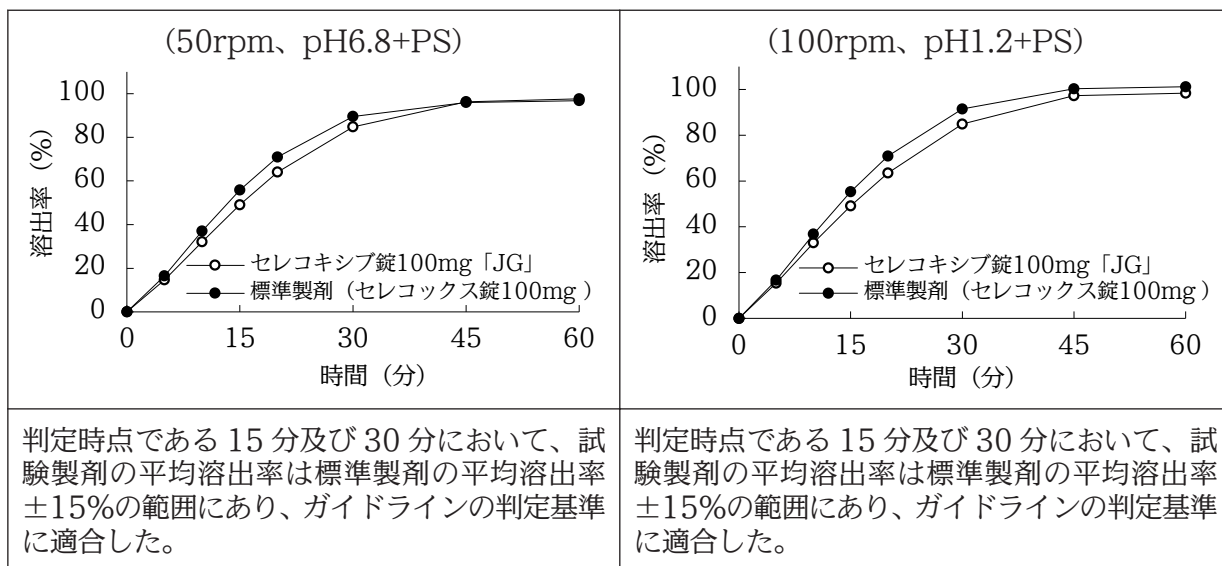 (50rpm、pH6.8+PS)
100
80
60
40
20
0
溶出率 (%)
セレコキシブ錠100mg「JG」
標準製剤（セレコックス錠100mg ）
0 15 30 45 60
時間（分）
判定時点である 15 分及び 30 分において、試
験製剤の平均溶出率は標準製剤の平均溶出率
±15%の範囲にあり、ガイドラインの判定基準
に適合した。
(100rpm、pH1.2+PS)
100
80
60
40
20
0
溶出率 (%)
セレコキシブ錠100mg「JG」
標準製剤（セレコックス錠100mg ）
0 15 30 45 60
時間（分）
判定時点である 15 分及び 30 分において、試
験製剤の平均溶出率は標準製剤の平均溶出率
±15%の範囲にあり、ガイドラインの判定基準
に適合した。